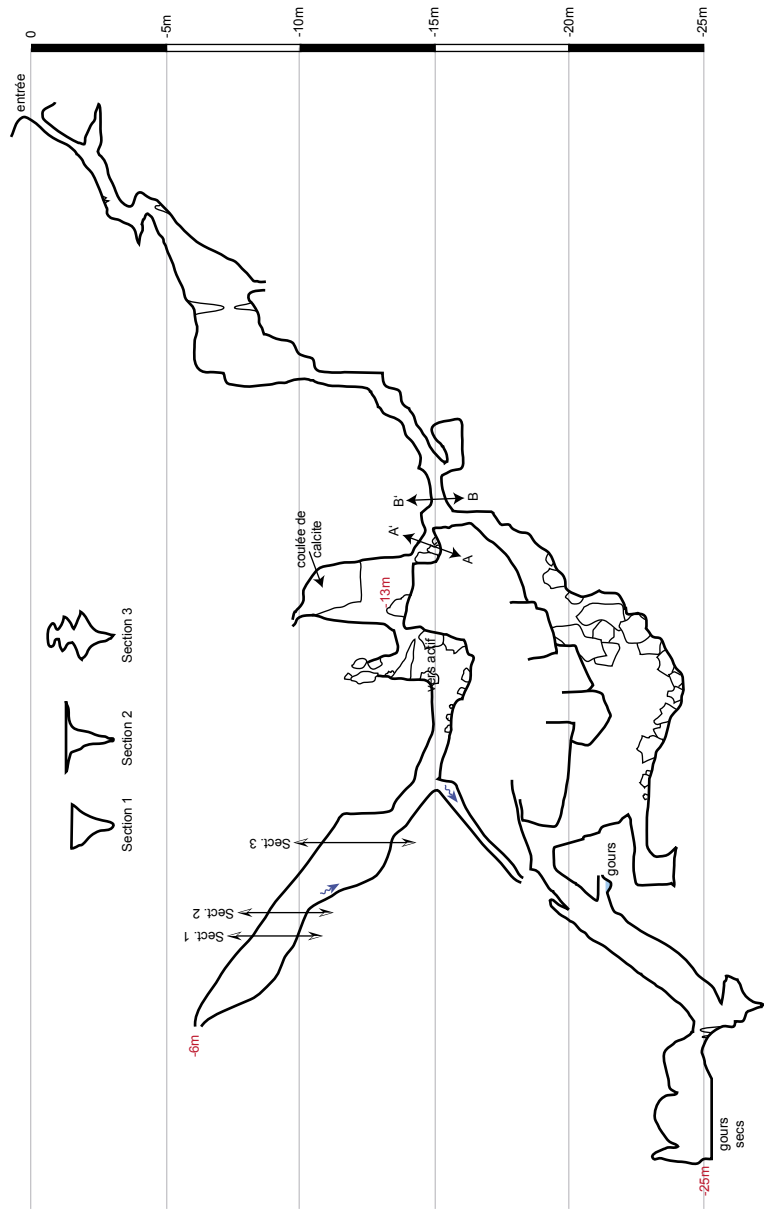 0
-5m
-10m
-15m
-20m
-25m
entrée
coulée de
calcite
B'
B
A'
A
-13m
vers actif
Section 3
Section 2
Section 1
Sect. 3
Sect. 2
Sect. 1
-6m
gours
gours
secs
-25m